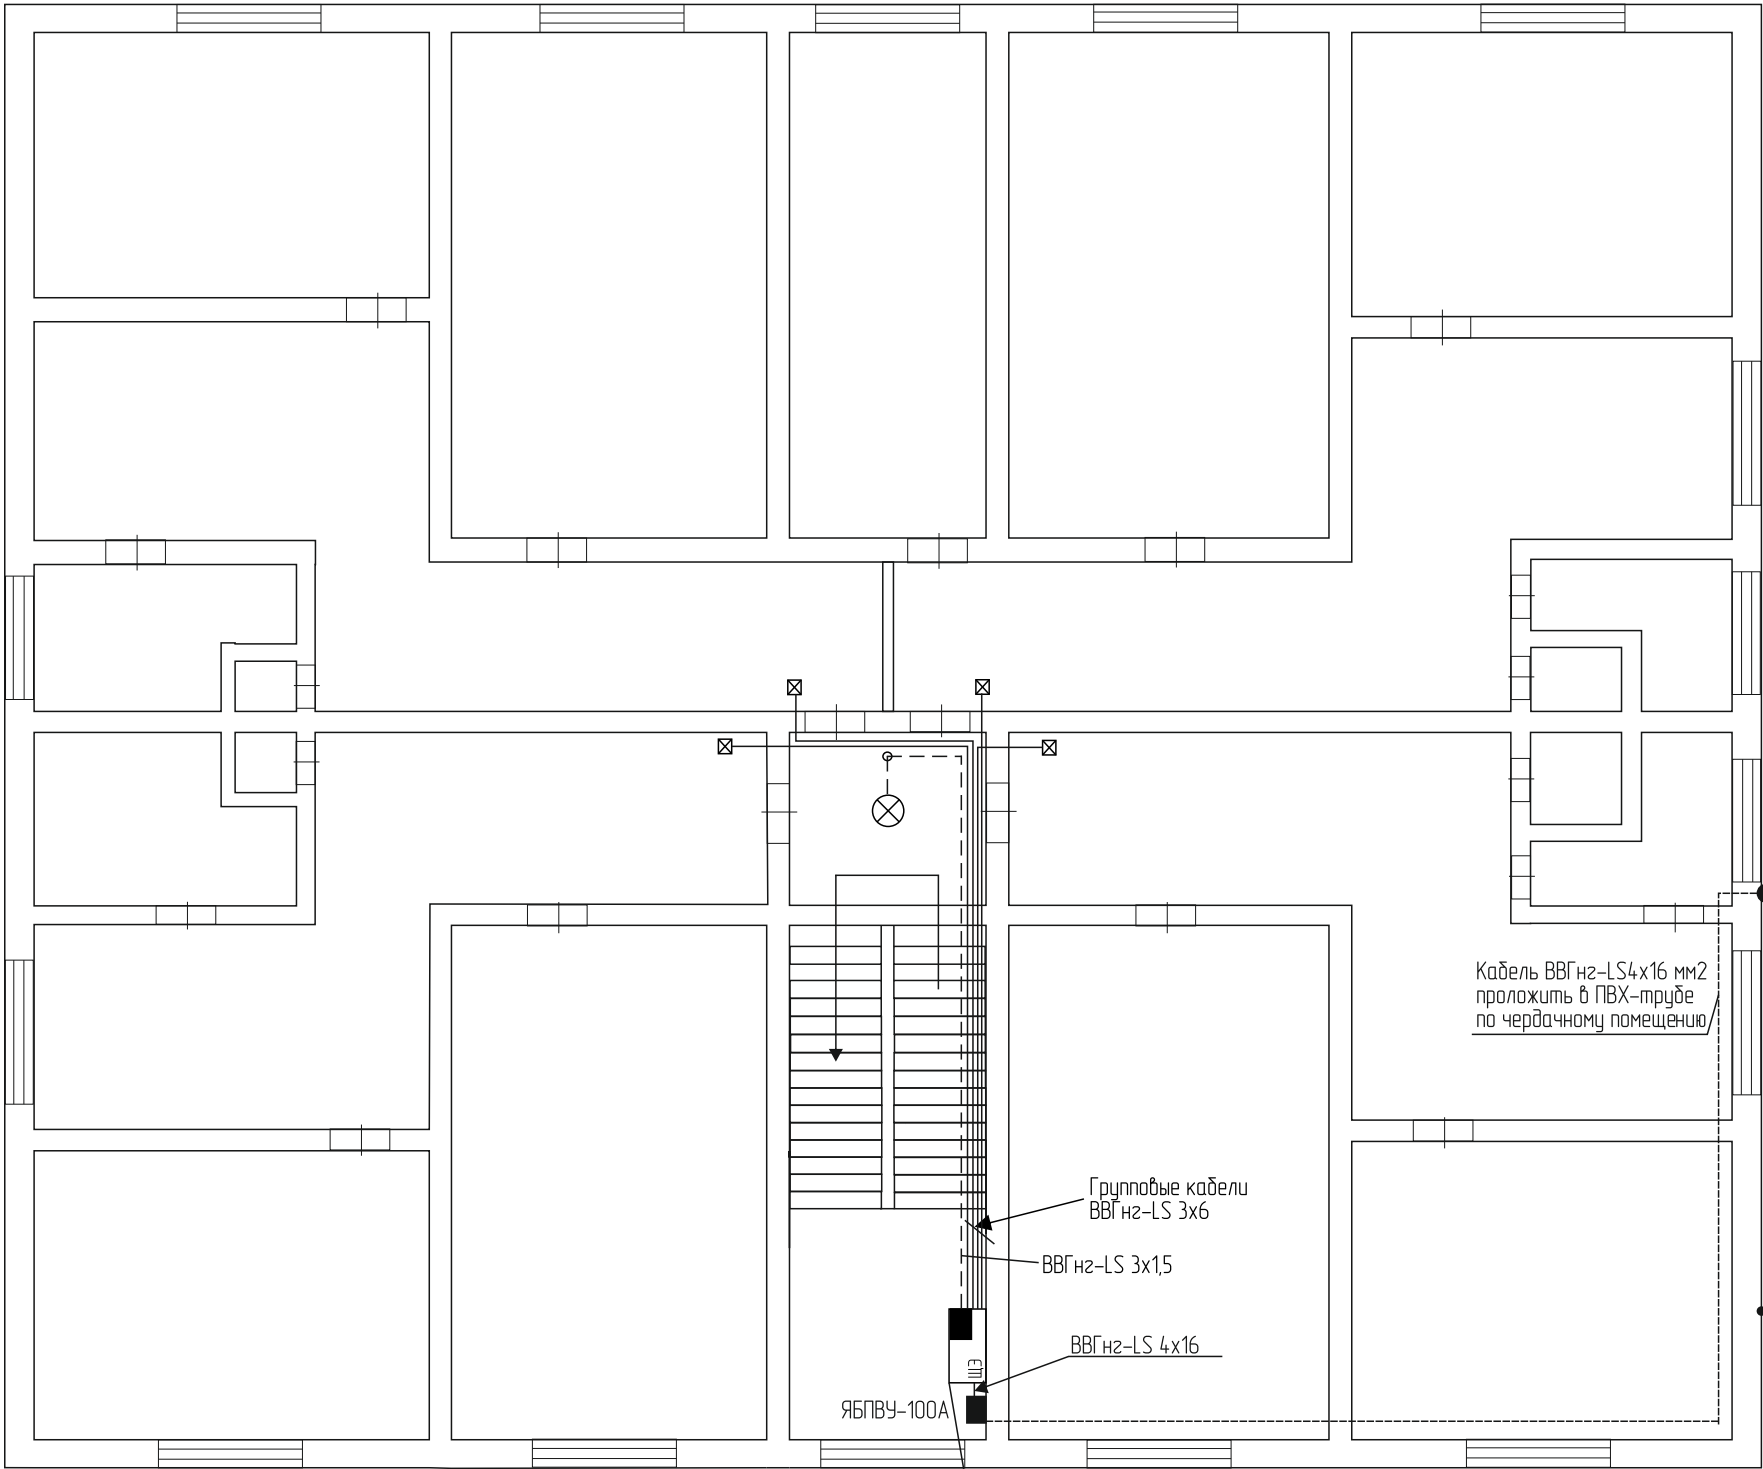 Кабель ВВГнг-LS4х16 мм2
проложить в ПВХ-трубе
по чердачному помещению
Групповые кабели
ВВГнг-LS 3х6
ВВГнг-LS 3х1,5
ВВГнг-LS 4х16
ЩЭ
ЯБПВУ-100А